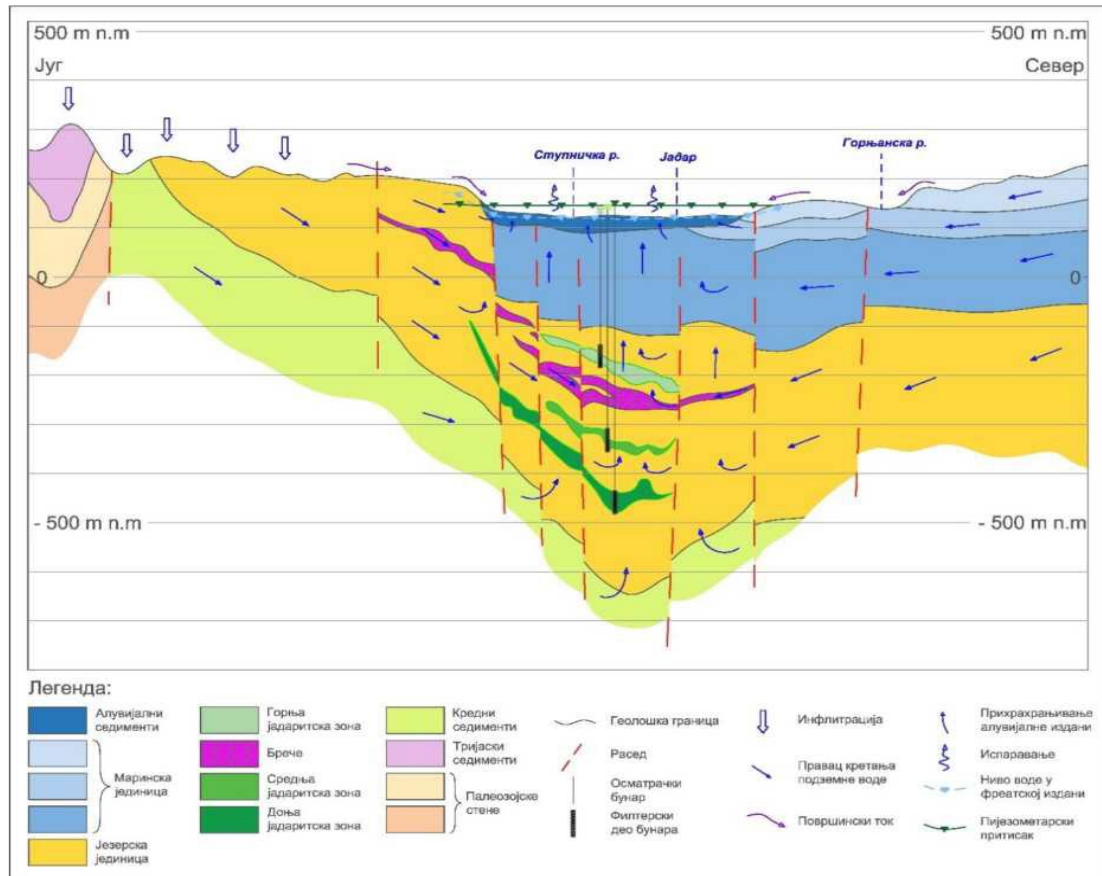 500 m n.m
500 m n.m
Југ
Север
Ступничка р.
Јадар
Горњанска р.
0
0
- 500 m n.m
- 500 m n.m
Легенда:
Алувијални
седименти
Маринска
јединица
Језерска
јединица
Горња
јадаритска зона
Брече
Средња
јадаритска зона
Доња
јадаритска зона
Кредни
седименти
Тријаски
седименти
Палеозојске
стене
Геолошка граница
Расед
Осматрачки
бунар
Филтерски
део бунара
Инфлитрација
Правац кретања
подземне воде
Површински ток
Прихрахрањивање
алувијалне издани
Испаравање
Ниво воде у
фреатској издани
Пијезометарски
притисак